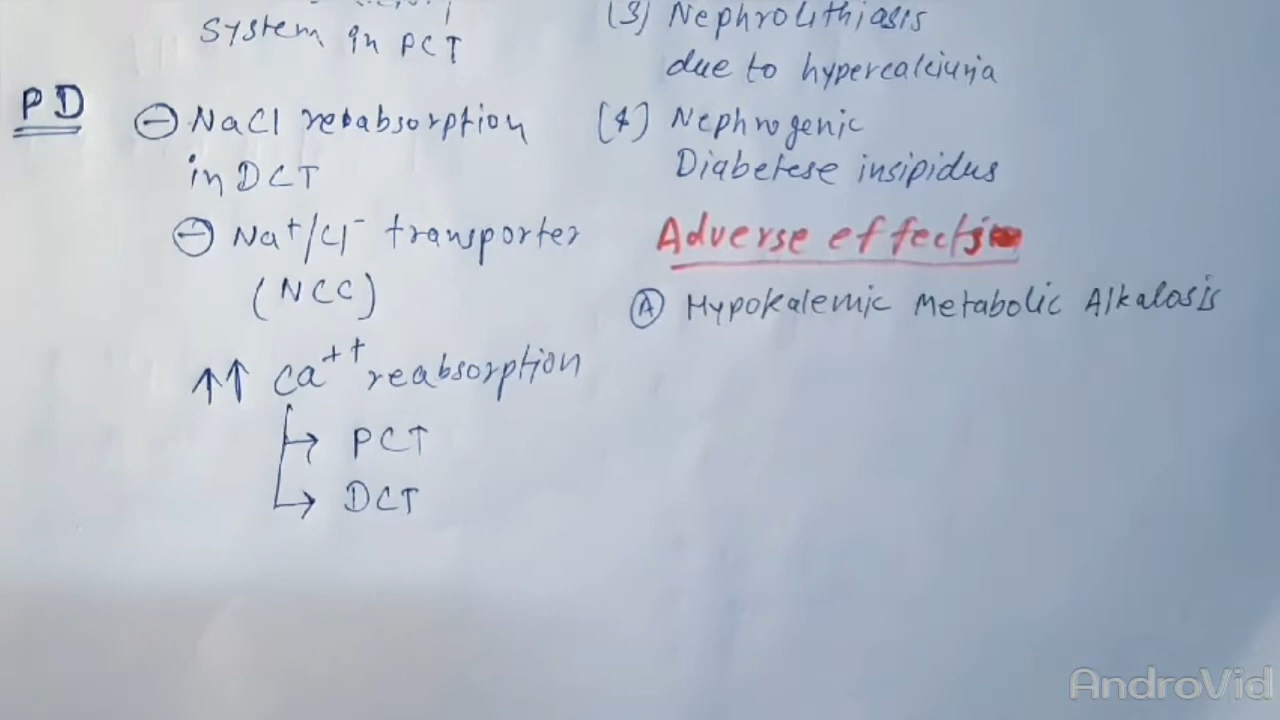 System in PCT
PD
⊖ NaCl reabsorption
in DCT
⊖ Na⁺/Cl⁻ transporter
(NCC)
↑↑ Ca⁺⁺ reabsorption
→ PCT
→ DCT
(3) Nephrolithiasis
due to hypercalciuria
(4) Nephrogenic
Diabetese insipidus
Adverse effects
Ⓐ Hypokalemic Metabolic Alkalosis
AndroVid